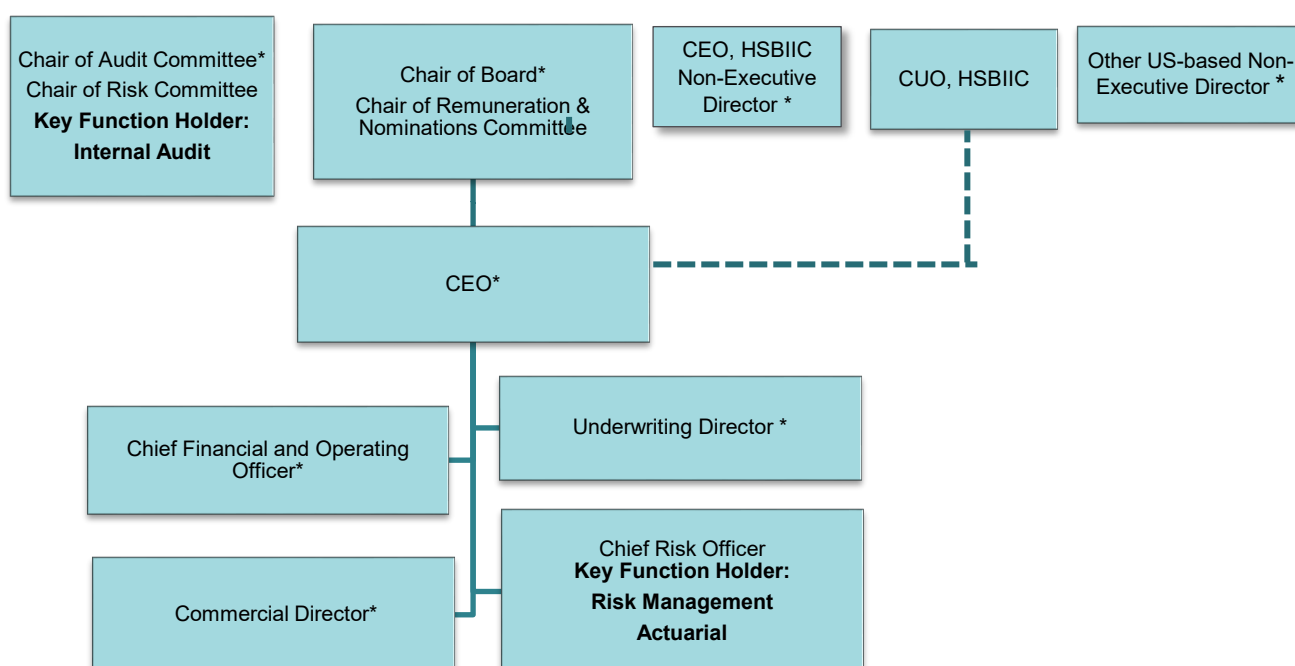 Chair of Audit Committee*
Chair of Risk Committee
Key Function Holder:
Internal Audit
Chair of Board*
Chair of Remuneration &
Nominations Committee
CEO, HSBIIC
Non-Executive
Director *
CUO, HSBIIC
Other US-based Non-
Executive Director *
CEO*
Chief Financial and Operating
Officer*
Underwriting Director *
Commercial Director*
Chief Risk Officer
Key Function Holder:
Risk Management
Actuarial